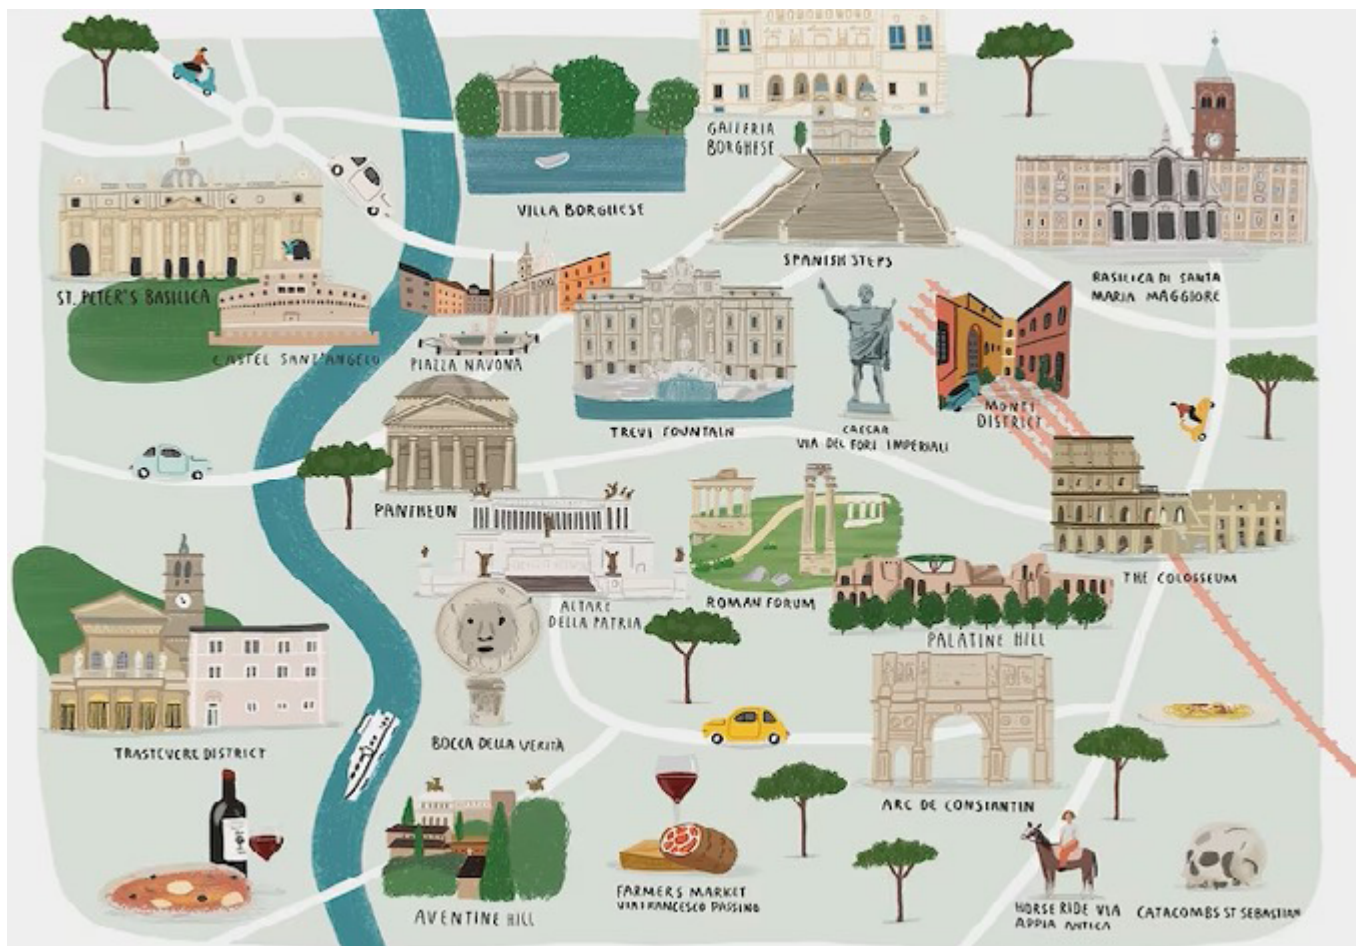 GALLERIA
BORGHESE
VILLA BORGHESE
SPANISH STEPS
BASILICA DI SANTA
MARIA MAGGIORE
ST. PETER'S BASILICA
CASTEL SANT'ANGELO
PIAZZA NAVONA
TREVI FOUNTAIN
CAESAR
VIA DEI FORI IMPERIALI
MONTI
DISTRICT
PANTHEON
THE COLOSSEUM
ALTARE
DELLA PATRIA
ROMAN FORUM
PALATINE HILL
TRASTEVERE DISTRICT
BOCCA DELLA VERITÀ
ARC DE CONSTANTIN
AVENTINE HILL
FARMERS MARKET
VIA FRANCESCO PASSINO
HORSE RIDE VIA
APPIA ANTICA
CATACOMBS ST SEBASTIAN